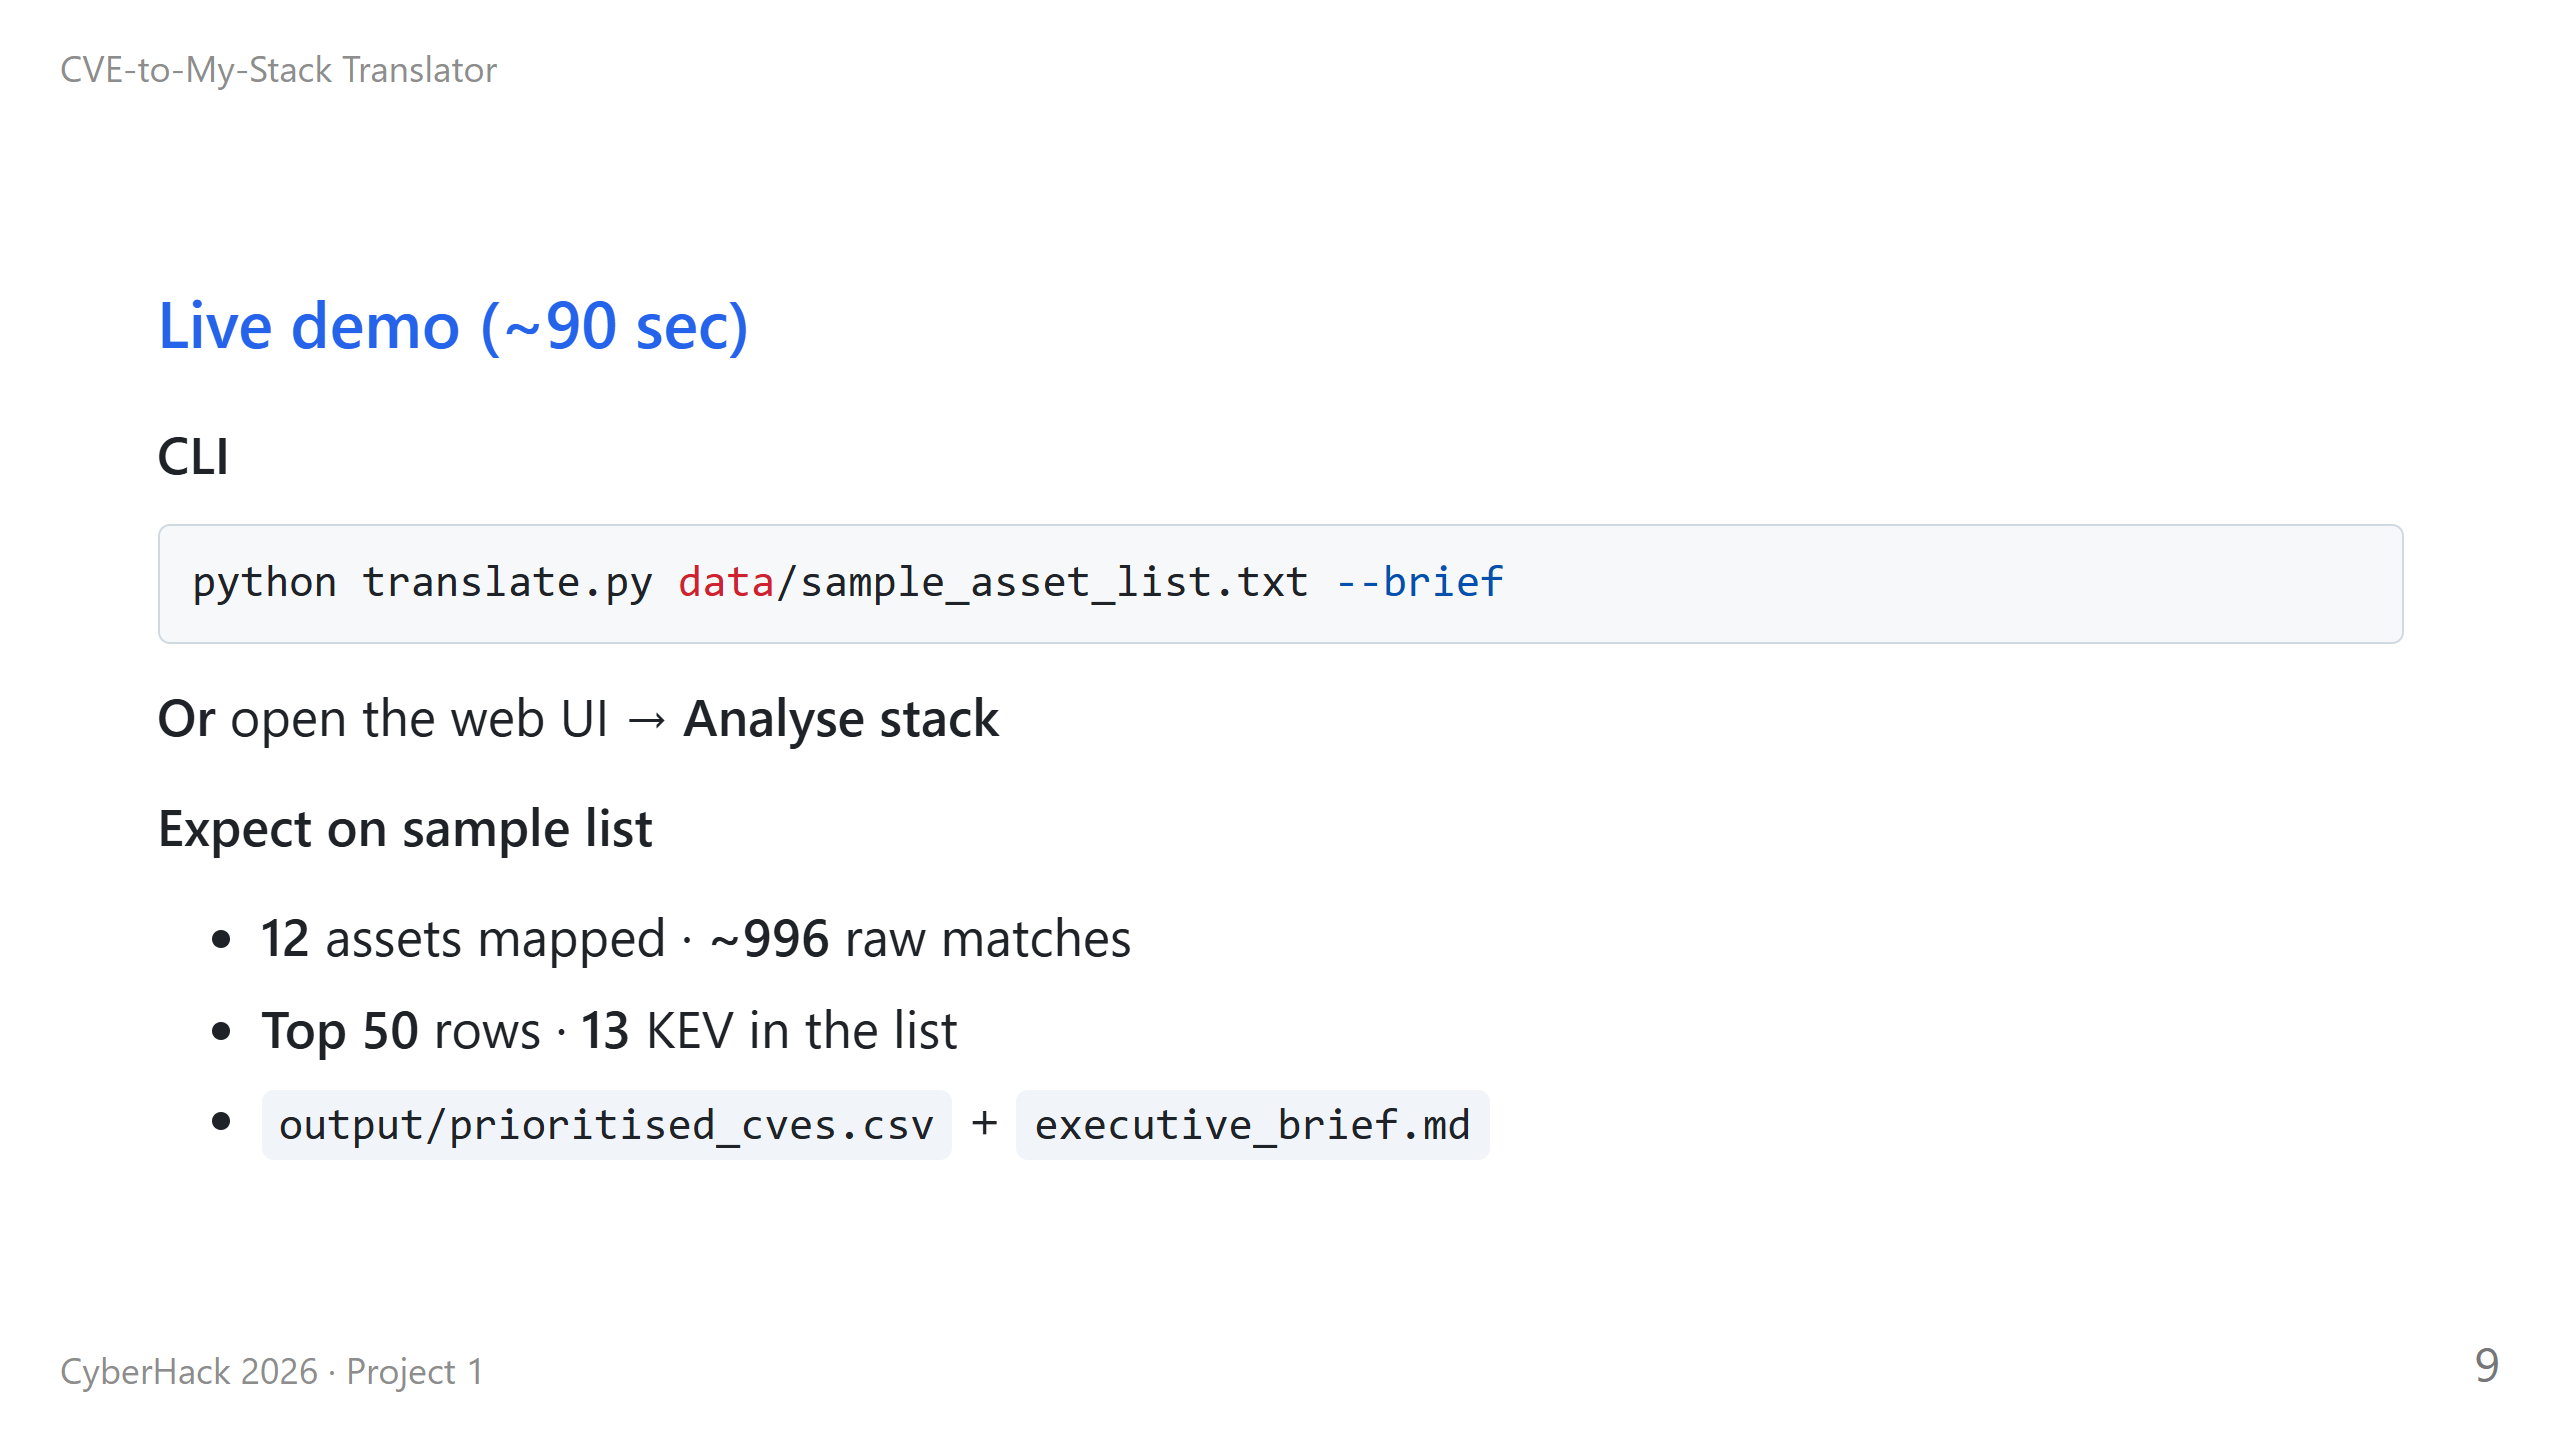 CVE-to-My-Stack Translator
Live demo (~90 sec)
CLI
python translate.py data/sample_asset_list.txt --brief
Or open the web UI → Analyse stack
Expect on sample list
• 12 assets mapped · ~996 raw matches
• Top 50 rows · 13 KEV in the list
• output/prioritised_cves.csv + executive_brief.md
CyberHack 2026 · Project 1
9